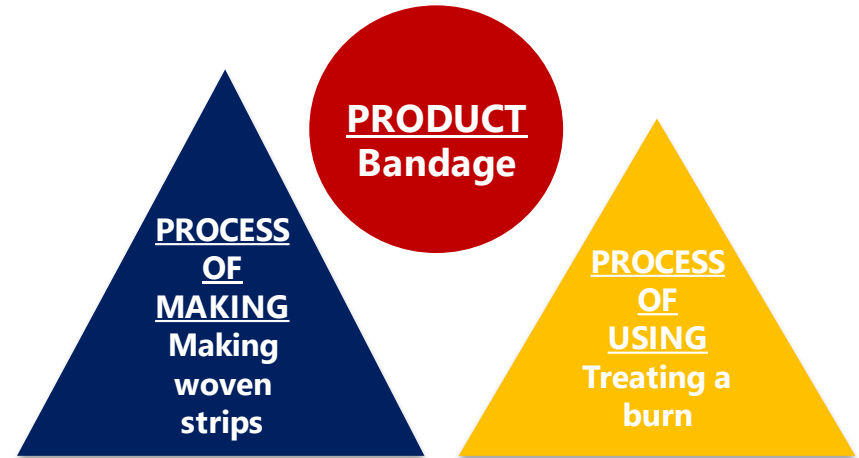 PRODUCT
Bandage
PROCESS
OF
MAKING
Making
woven
strips
PROCESS
OF
USING
Treating a
burn